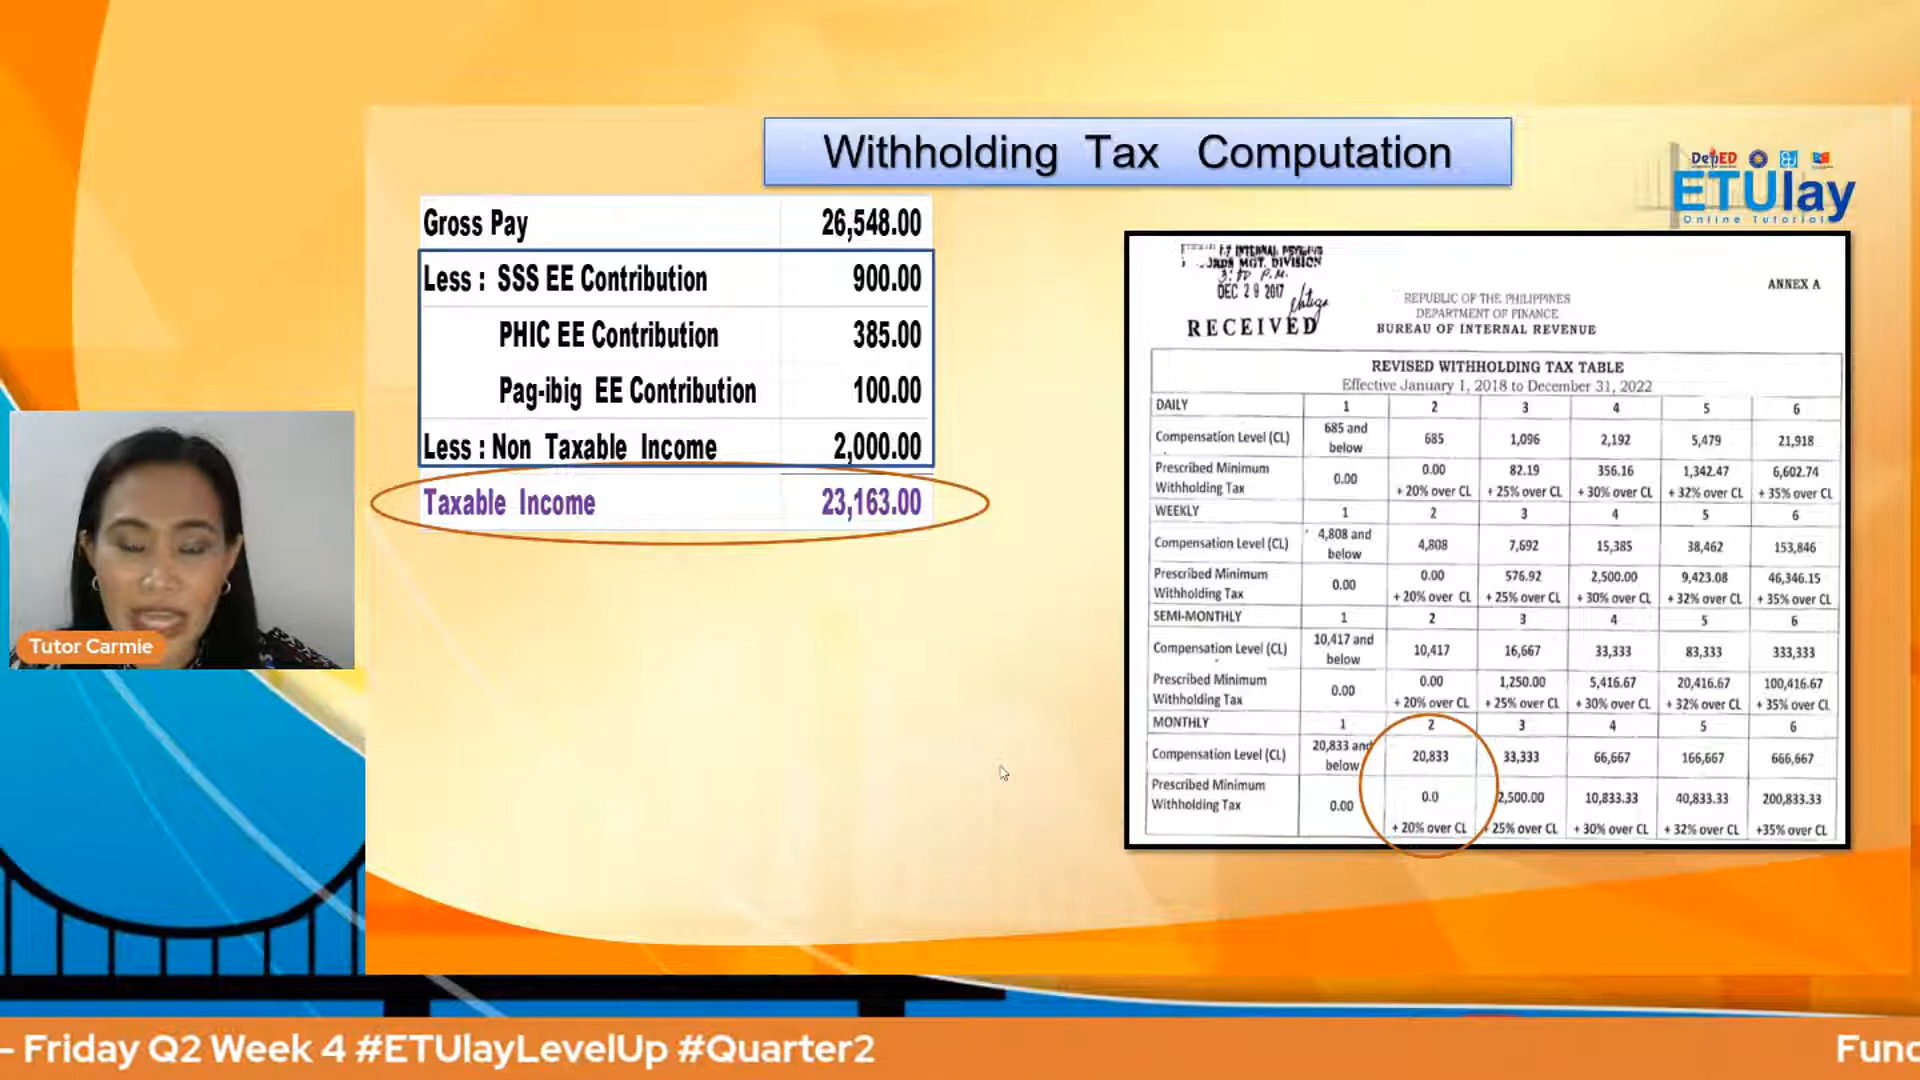 Withholding Tax Computation
DepED
ETUlay
Online Tutorial
Gross Pay 26,548.00
Less : SSS EE Contribution 900.00
PHIC EE Contribution 385.00
Pag-ibig EE Contribution 100.00
Less : Non Taxable Income 2,000.00
Taxable Income 23,163.00
MGT. DIVISION
DEC 29 2017
RECEIVED
ANNEX A
REPUBLIC OF THE PHILIPPINES
DEPARTMENT OF FINANCE
BUREAU OF INTERNAL REVENUE
REVISED WITHHOLDING TAX TABLE
Effective January 1, 2018 to December 31, 2022
DAILY 1 2 3 4 5 6
Compensation Level (CL) 685 and below 685 1,096 2,192 5,479 21,918
Prescribed Minimum Withholding Tax 0.00 0.00 82.19 356.16 1,342.47 6,602.74
+ 20% over CL + 25% over CL + 30% over CL + 32% over CL + 35% over CL
WEEKLY 1 2 3 4 5 6
Compensation Level (CL) 4,808 and below 4,808 7,692 15,385 38,462 153,846
Prescribed Minimum Withholding Tax 0.00 0.00 576.92 2,500.00 9,423.08 46,346.15
+ 20% over CL + 25% over CL + 30% over CL + 32% over CL + 35% over CL
SEMI-MONTHLY 1 2 3 4 5 6
Compensation Level (CL) 10,417 and below 10,417 16,667 33,333 83,333 333,333
Prescribed Minimum Withholding Tax 0.00 0.00 1,250.00 5,416.67 20,416.67 100,416.67
+ 20% over CL + 25% over CL + 30% over CL + 32% over CL + 35% over CL
MONTHLY 1 2 3 4 5 6
Compensation Level (CL) 20,833 and below 20,833 33,333 66,667 166,667 666,667
Prescribed Minimum Withholding Tax 0.00 0.0 2,500.00 10,833.33 40,833.33 200,833.33
+ 20% over CL + 25% over CL + 30% over CL + 32% over CL +35% over CL
Tutor Carmie
- Friday Q2 Week 4 #ETUlayLevelUp #Quarter2 Func